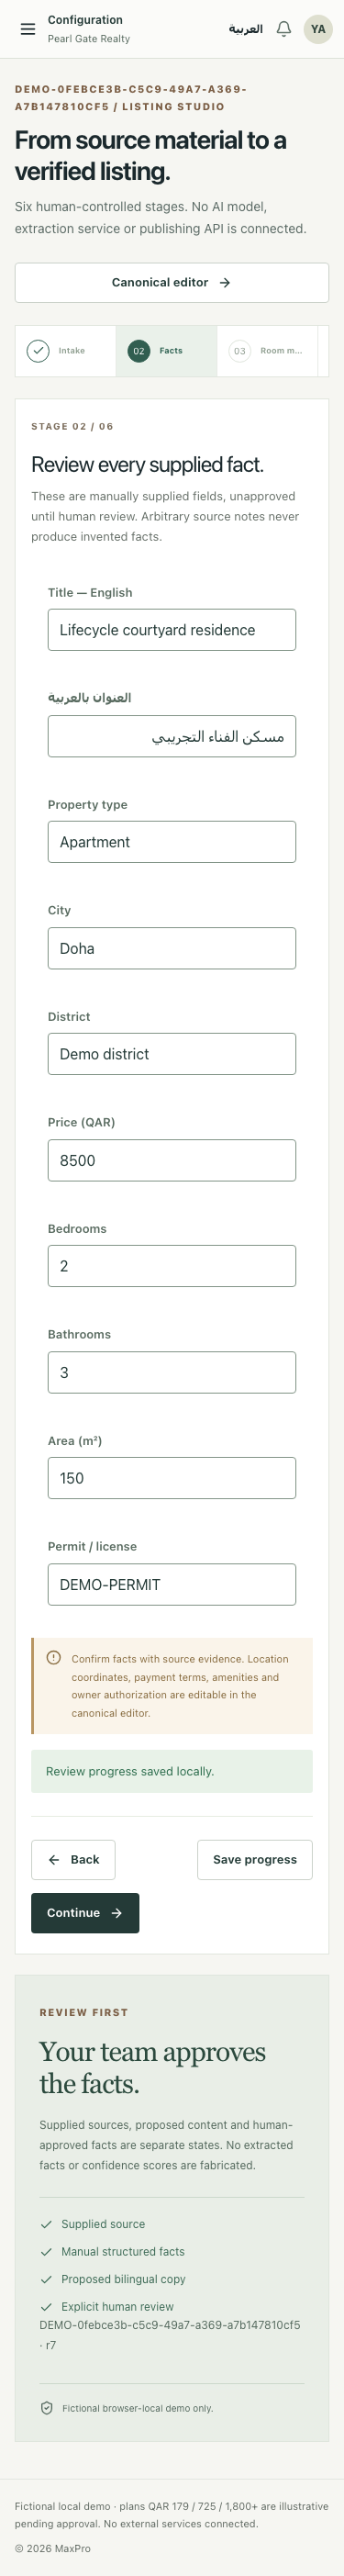 Configuration
Pearl Gate Realty
العربية
YA
DEMO-0FEBCE3B-C5C9-49A7-A369-
A7B147810CF5 / LISTING STUDIO
From source material to a
verified listing.
Six human-controlled stages. No AI model,
extraction service or publishing API is connected.
Canonical editor
Intake
02 Facts
03 Room m...
STAGE 02 / 06
Review every supplied fact.
These are manually supplied fields, unapproved
until human review. Arbitrary source notes never
produce invented facts.
Title — English
Lifecycle courtyard residence
العنوان بالعربية
مسكن الفناء التجريبي
Property type
Apartment
City
Doha
District
Demo district
Price (QAR)
8500
Bedrooms
2
Bathrooms
3
Area (m²)
150
Permit / license
DEMO-PERMIT
Confirm facts with source evidence. Location
coordinates, payment terms, amenities and
owner authorization are editable in the
canonical editor.
Review progress saved locally.
Back
Save progress
Continue
REVIEW FIRST
Your team approves
the facts.
Supplied sources, proposed content and human-
approved facts are separate states. No extracted
facts or confidence scores are fabricated.
Supplied source
Manual structured facts
Proposed bilingual copy
Explicit human review
DEMO-0febce3b-c5c9-49a7-a369-a7b147810cf5
· r7
Fictional browser-local demo only.
Fictional local demo · plans QAR 179 / 725 / 1,800+ are illustrative
pending approval. No external services connected.
© 2026 MaxPro